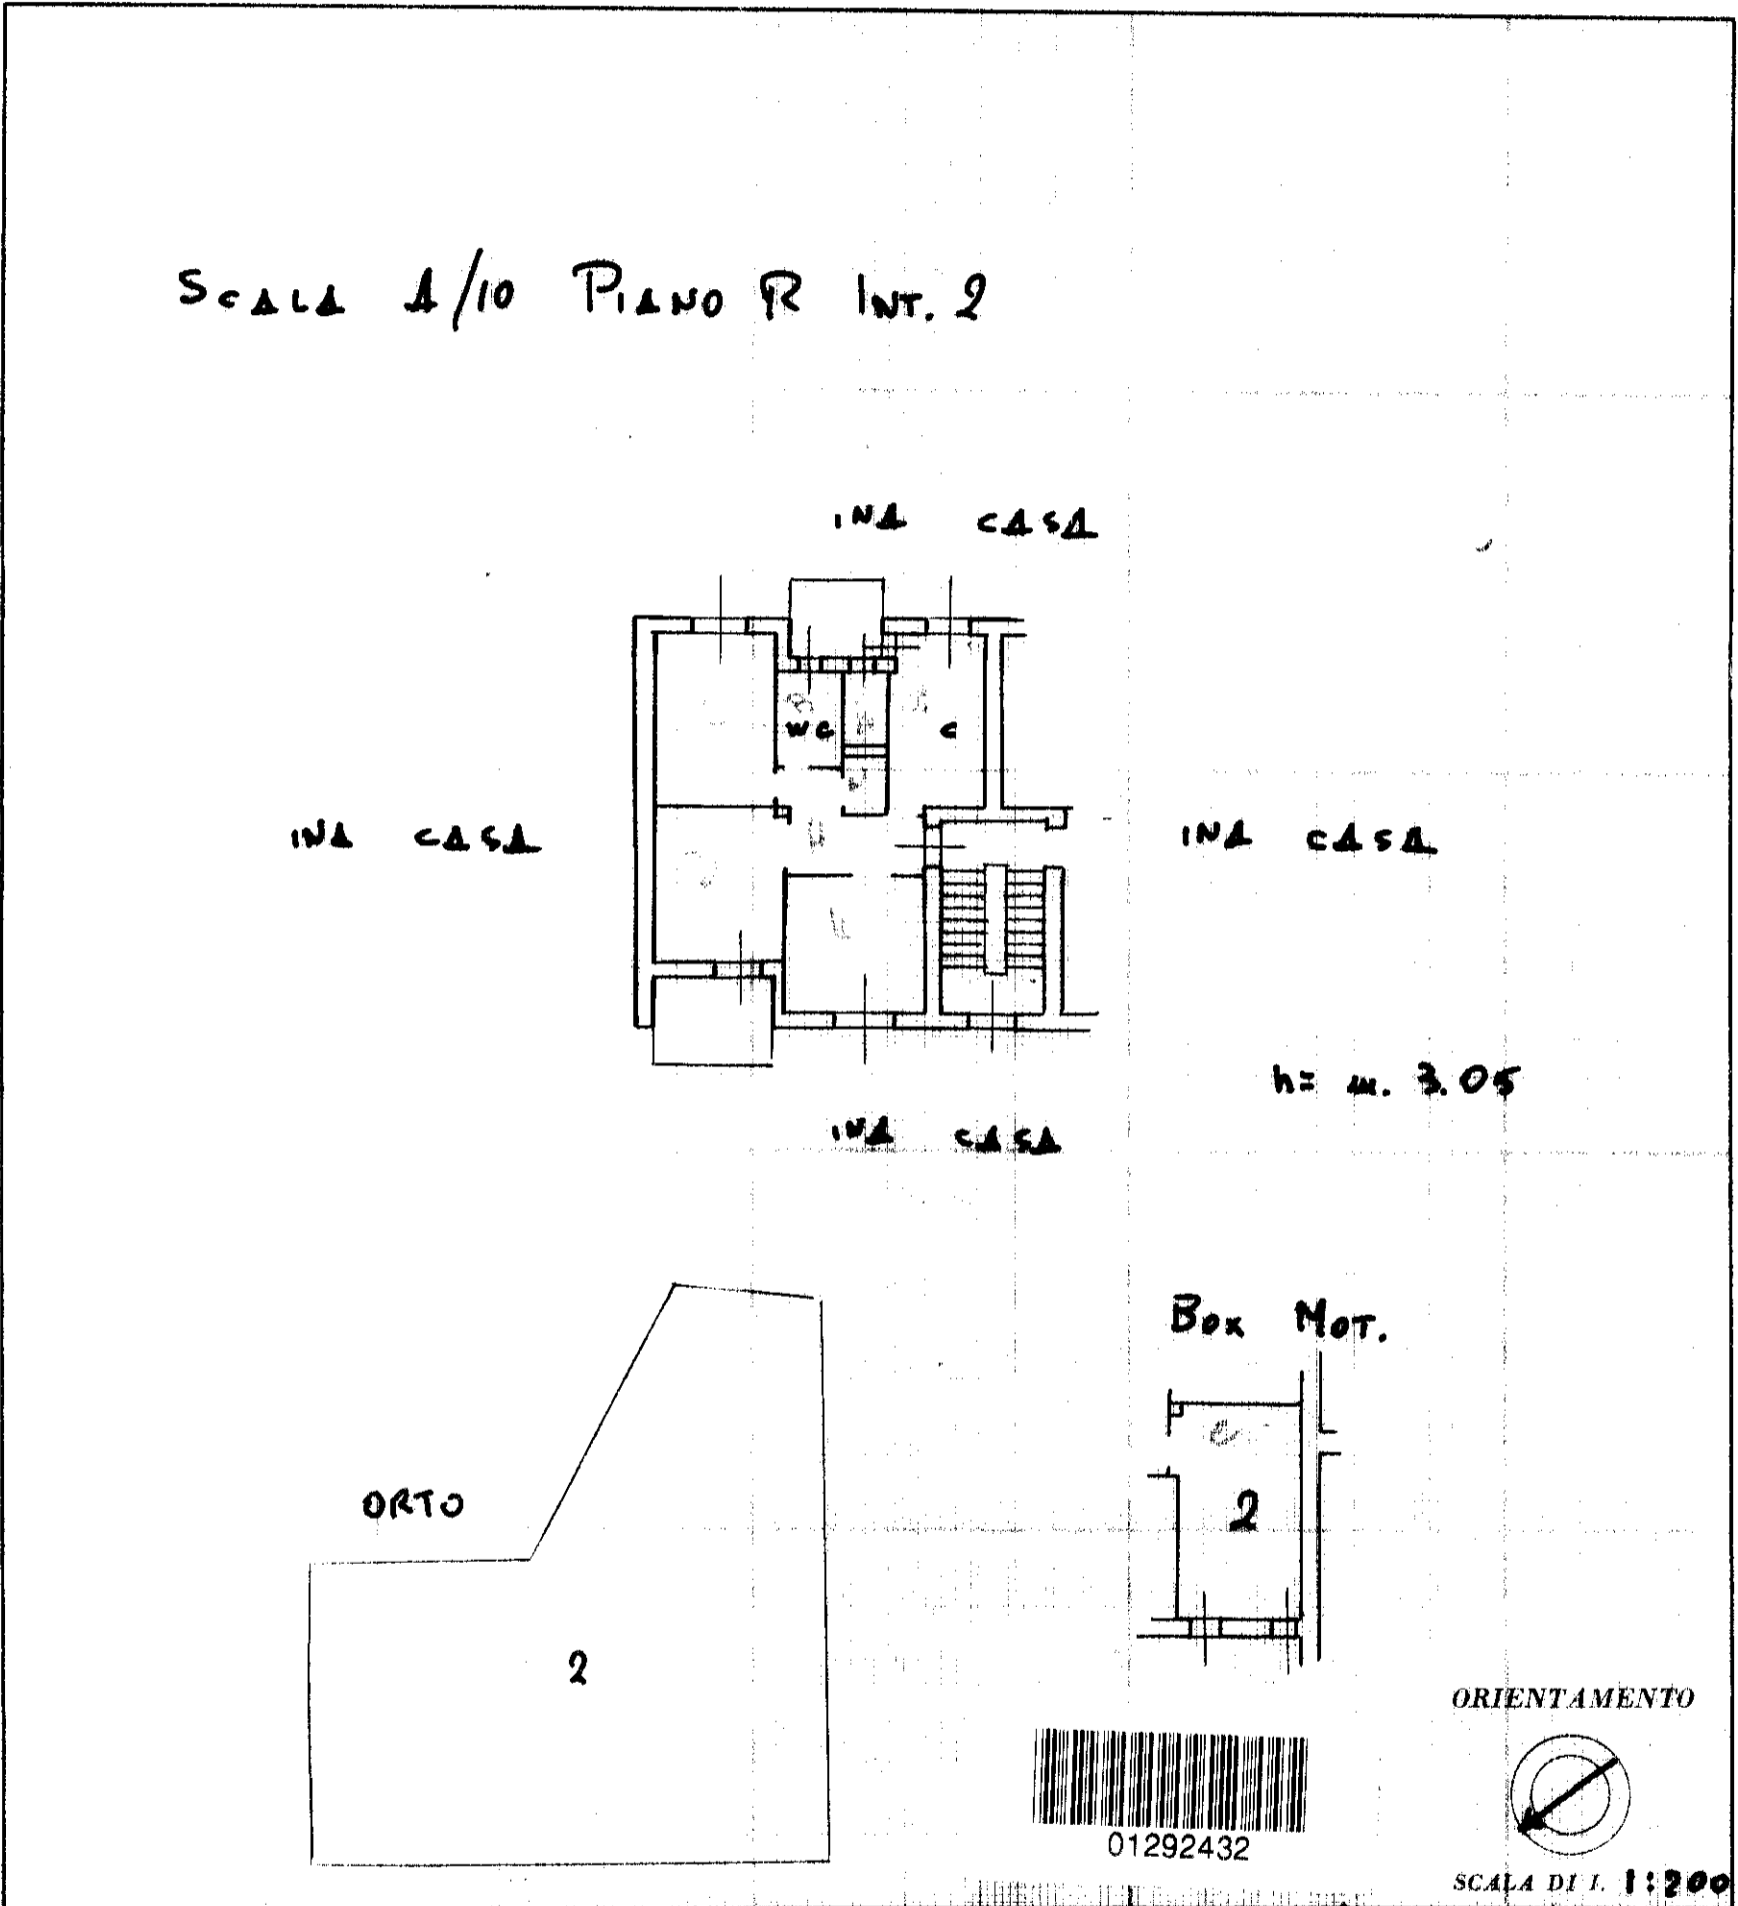 SCALA A/10 PIANO R INT. 2
INA CASA
WC C
INA CASA
INA CASA
h= m. 3.05
INA CASA
BOX MOT.
ORTO
2
2
ORIENTAMENTO
01292432
SCALA DI 1. 1:200